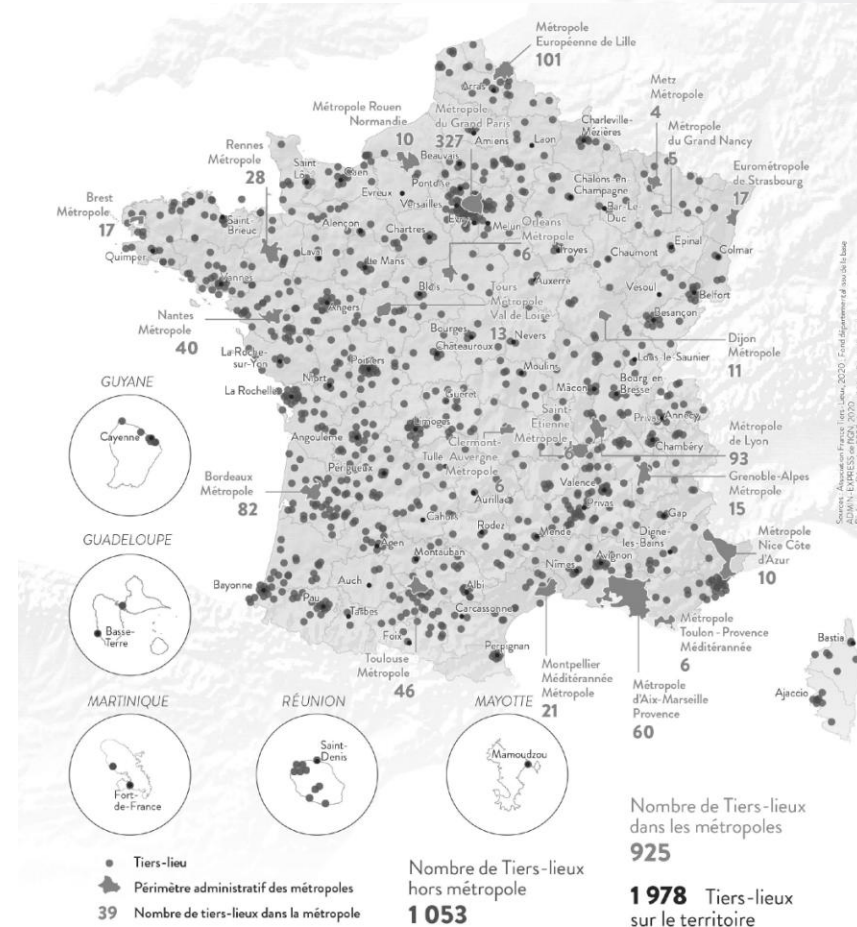 Métropole
Européenne de Lille
101
Arras
Metz
Métropole
4
Métropole Rouen
Normandie
10
Métropole
du Grand Paris
327
Amiens
Laon
Charleville-
Mézières
Métropole
du Grand Nancy
5
Rennes
Métropole
28
Saint
Lô
Caen
Beauvais
Pontoise
Evreux
Versailles
Châlons-en-
Champagne
Bar-Le-
Duc
Eurométropole
de Strasbourg
17
Brest
Métropole
17
Saint-
Brieuc
Alençon
Chartres
Evry
Melun
Orleans
Métropole
6
Troyes
Chaumont
Epinal
Colmar
Quimper
Laval
Le Mans
Vannes
Angers
Blois
Auxerre
Vesoul
Belfort
Besançon
Nantes
Métropole
40
Tours
Métropole
Val de Loire
13
Bourges
Châteauroux
Nevers
Dijon
Métropole
11
La Roche-
sur-Yon
Poitiers
Moulins
Lons-le Saunier
GUYANE
Cayenne
La Rochelle
Niort
Guéret
Mâcon
Bourg en
Bresse
Angouleme
Limoges
Clermont-
Auvergne
Métropole
6
Saint-
Etienne
Métropole
6
Privas
Annecy
Chambéry
Métropole
de Lyon
93
Bordeaux
Métropole
82
Périgueux
Tulle
Aurillac
Valence
Privas
Grenoble-Alpes
Métropole
15
GUADELOUPE
Basse-
Terre
Cahors
Rodez
Mende
Gap
Digne-
les-Bains
Agen
Montauban
Nîmes
Avignon
Métropole
Nice Côte
d'Azur
10
Bayonne
Auch
Albi
Pau
Tarbes
Carcassonne
Foix
Perpignan
Toulouse
Métropole
46
Montpellier
Méditérannée
Métropole
21
Métropole
d'Aix-Marseille
Provence
60
Métropole
Toulon - Provence
Méditérannée
6
Bastia
Ajaccio
MARTINIQUE
Fort-
de-France
RÉUNION
Saint-
Denis
MAYOTTE
Mamoudzou
Tiers-lieu
Périmètre administratif des métropoles
39 Nombre de tiers-lieux dans la métropole
Nombre de Tiers-lieux
hors métropole
1 053
Nombre de Tiers-lieux
dans les métropoles
925
1 978 Tiers-lieux
sur le territoire